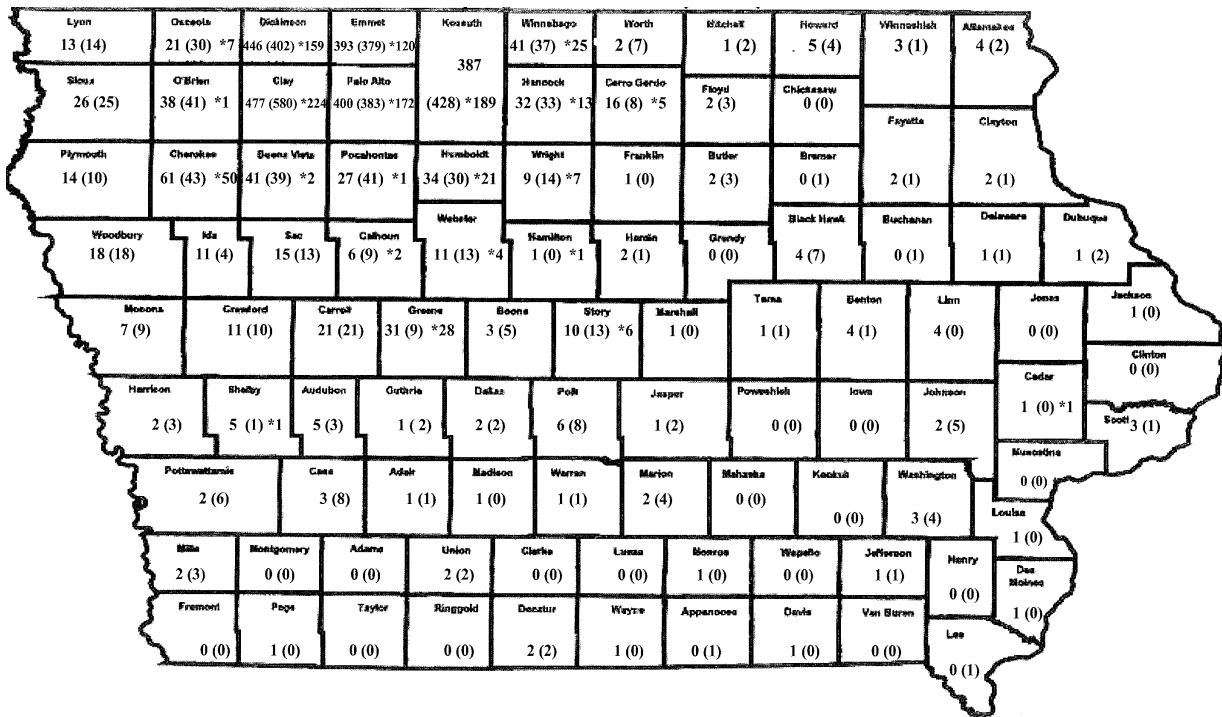 Lyon
13 (14)
Osceola
21 (30) *7
Dickinson
446 (402) *159
Emmet
393 (379) *120
Kossuth
387
(428) *189
Winnebago
41 (37) *25
Worth
2 (7)
Mitchell
1 (2)
Howard
5 (4)
Winneshiek
3 (1)
Allamakee
4 (2)
Sioux
26 (25)
O'Brien
38 (41) *1
Clay
477 (580) *224
Palo Alto
400 (383) *172
Hancock
32 (33) *13
Cerro Gordo
16 (8) *5
Floyd
2 (3)
Chickasaw
0 (0)
Fayette
2 (1)
Clayton
2 (1)
Plymouth
14 (10)
Cherokee
61 (43) *50
Buena Vista
41 (39) *2
Pocahontas
27 (41) *1
Humboldt
34 (30) *21
Wright
9 (14) *7
Franklin
1 (0)
Butler
2 (3)
Bremer
0 (1)
Woodbury
18 (18)
Ida
11 (4)
Sac
15 (13)
Calhoun
6 (9) *2
Webster
11 (13) *4
Hamilton
1 (0) *1
Hardin
2 (1)
Grundy
0 (0)
Black Hawk
4 (7)
Buchanan
0 (1)
Delaware
1 (1)
Dubuque
1 (2)
Monona
7 (9)
Crawford
11 (10)
Carroll
21 (21)
Greene
31 (9) *28
Boone
3 (5)
Story
10 (13) *6
Marshall
1 (0)
Tama
1 (1)
Benton
4 (1)
Linn
4 (0)
Jones
0 (0)
Jackson
1 (0)
Clinton
0 (0)
Harrison
2 (3)
Shelby
5 (1) *1
Audubon
5 (3)
Guthrie
1 ( 2)
Dallas
2 (2)
Polk
6 (8)
Jasper
1 (2)
Poweshiek
0 (0)
Iowa
0 (0)
Johnson
2 (5)
Cedar
1 (0) *1
Scott
3 (1)
Muscatine
0 (0)
Pottawattamie
2 (6)
Cass
3 (8)
Adair
1 (1)
Madison
1 (0)
Warren
1 (1)
Marion
2 (4)
Mahaska
0 (0)
Keokuk
0 (0)
Washington
3 (4)
Louisa
1 (0)
Mills
2 (3)
Montgomery
0 (0)
Adams
0 (0)
Union
2 (2)
Clarke
0 (0)
Lucas
0 (0)
Monroe
1 (0)
Wapello
0 (0)
Jefferson
1 (1)
Henry
0 (0)
Des
Moines
1 (0)
Fremont
0 (0)
Page
1 (0)
Taylor
0 (0)
Ringgold
0 (0)
Decatur
2 (2)
Wayne
1 (0)
Appanoose
0 (1)
Davis
1 (0)
Van Buren
0 (0)
Lee
0 (1)